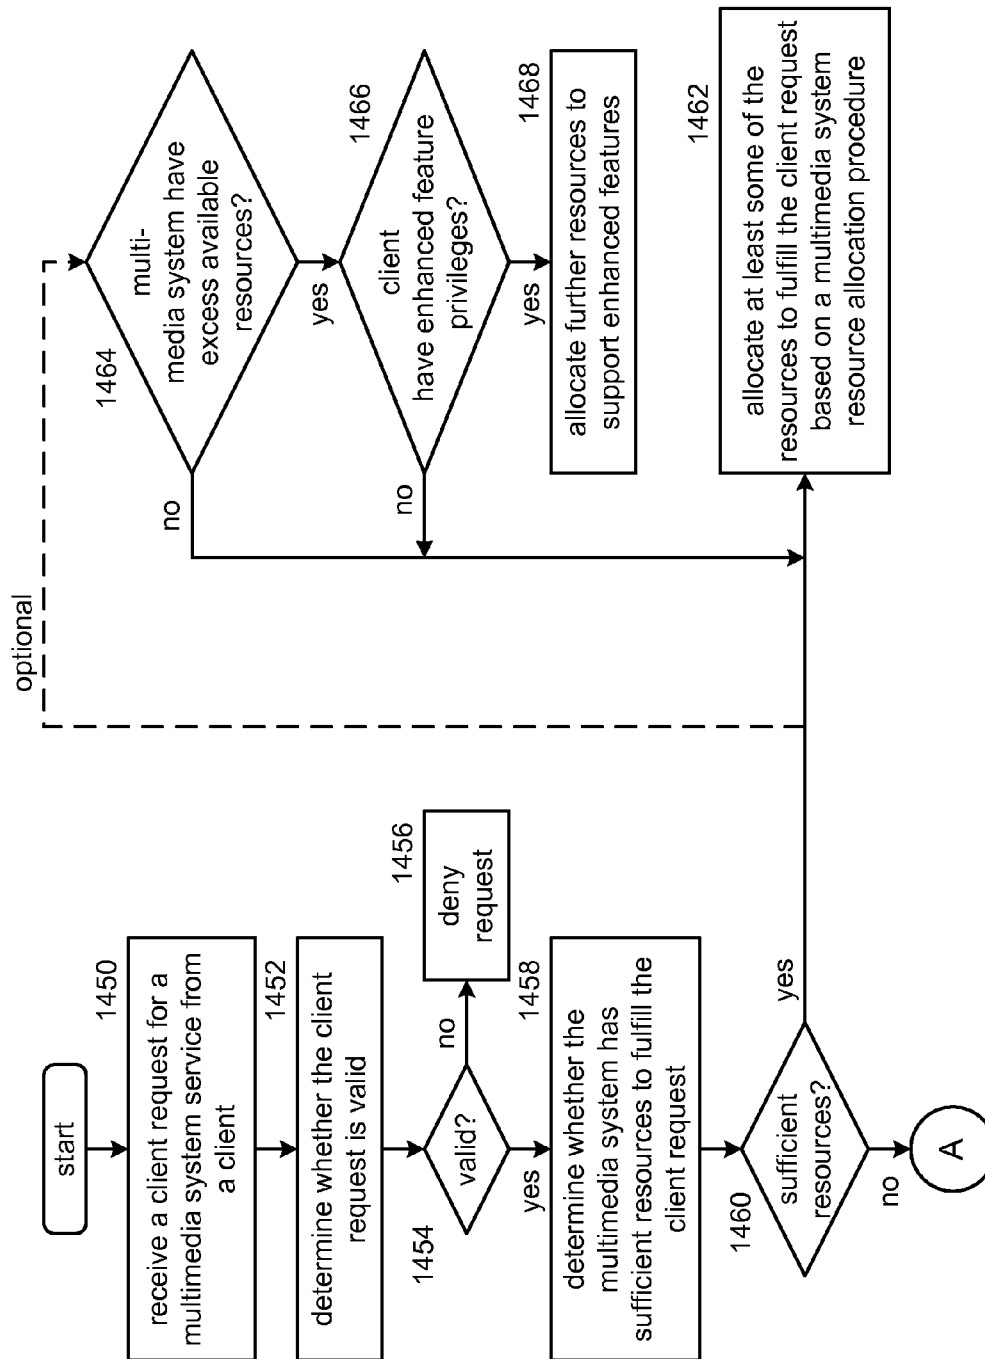 start
1450
receive a client request for a
multimedia system service from
a client
1452
determine whether the client
request is valid
1454
valid?
no
1456
deny
request
yes
1458
determine whether the
multimedia system has
sufficient resources to fulfill the
client request
1460
sufficient
resources?
no
A
yes
optional
1464
multi-
media system have
excess available
resources?
no
yes
1466
client
have enhanced feature
privileges?
no
yes
1468
allocate further resources to
support enhanced features
1462
allocate at least some of the
resources to fulfill the client request
based on a multimedia system
resource allocation procedure